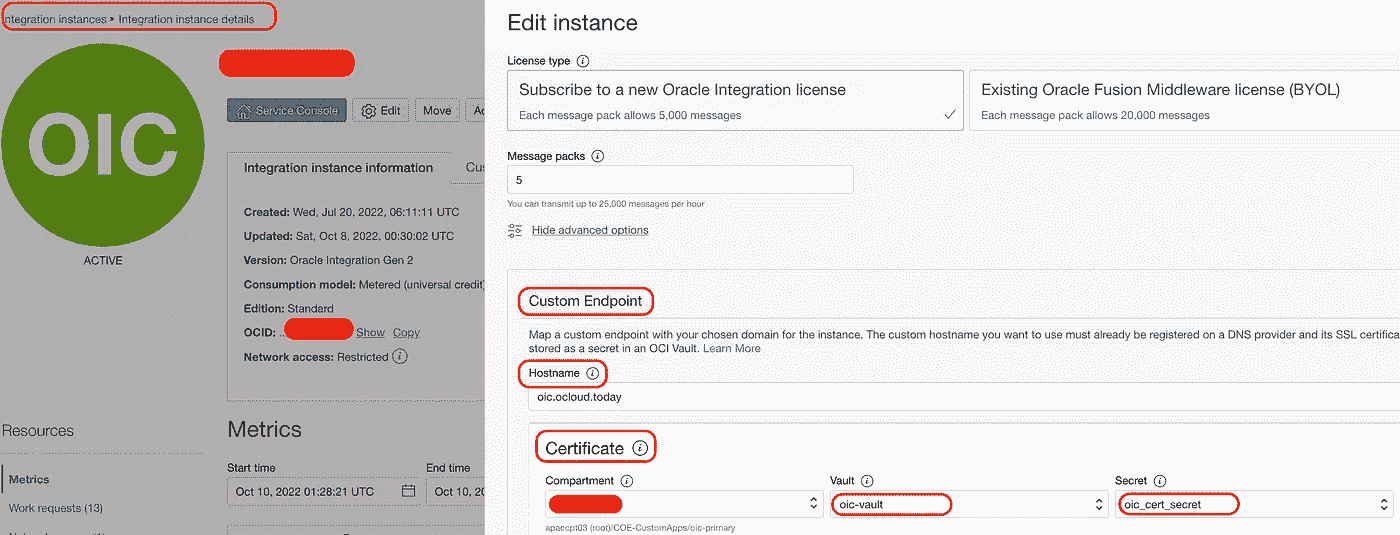 ntegration instances • Integration instance details
OIC
ACTIVE
Service Console
Edit
Move
Integration instance information
Created: Wed, Jul 20, 2022, 06:11:11 UTC
Updated: Sat, Oct 8, 2022, 00:30:02 UTC
Version: Oracle Integration Gen 2
Consumption model: Metered (universal credit)
Edition: Standard
OCID: ... Show Copy
Network access: Restricted
Resources
Metrics
Work requests (13)
Metrics
Start time
End time
Oct 10, 2022 01:28:21 UTC
Oct 10, 20
Edit instance
License type
Subscribe to a new Oracle Integration license
Each message pack allows 5,000 messages
Existing Oracle Fusion Middleware license (BYOL)
Each message pack allows 20,000 messages
Message packs
5
You can transmit up to 25,000 messages per hour
Hide advanced options
Custom Endpoint
Map a custom endpoint with your chosen domain for the instance. The custom hostname you want to use must already be registered on a DNS provider and its SSL certifica
stored as a secret in an OCI Vault. Learn More
Hostname
oic.ocloud.today
Certificate
Compartment
Vault
Secret
oic-vault
oic_cert_secret
apaccpt03 (root)/COE-CustomApps/oic-primary